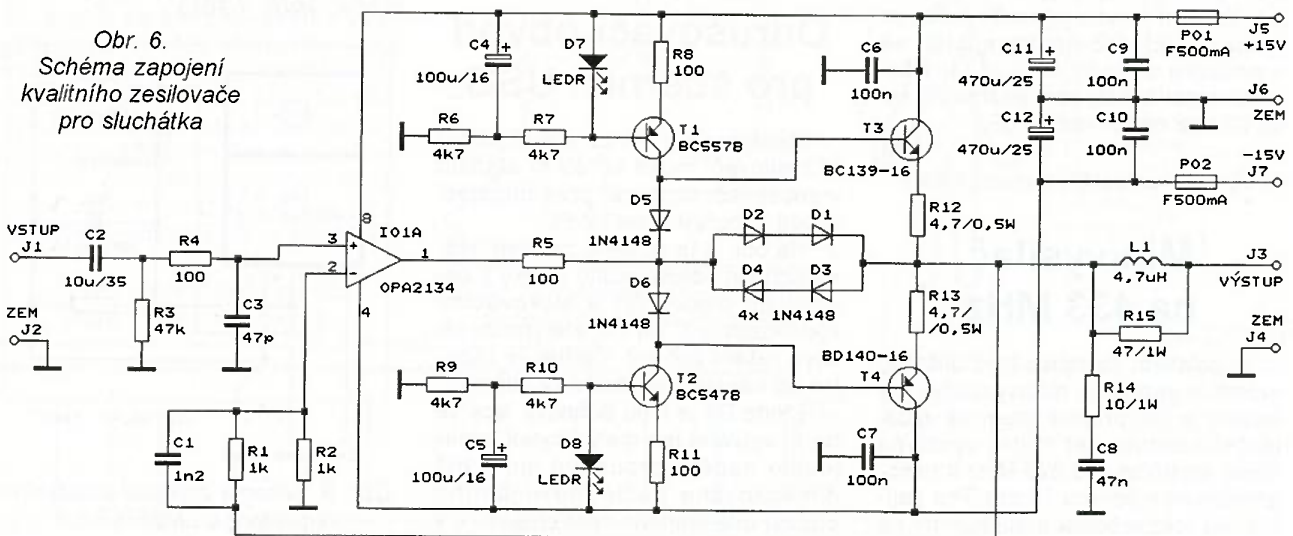 Obr. 6.
Schéma zapojení
kvalitního zesilovače
pro sluchátka
C4
+
100u/16
D7
LEDR
R8
100
C6
100n
C11
+
470u/25
C9
100n
PO1
F500mA
J5
+15V
J6
ZEM
C12
+
470u/25
C10
100n
-15V
J7
PO2
F500mA
R6
4k7
R7
4k7
T1
BC557B
T3
BC139-16
R12
4,7/0,5W
VSTUP
J1
C2
10u/35
R4
100
R3
47k
C3
47p
8
3
+
2
-
IO1A
1
OPA2134
4
R5
100
D5
1N4148
D6
1N4148
D2
D1
D4
D3
4x 1N4148
R13
4,7/
/0,5W
L1
4,7uH
J3
VÝSTUP
R15
47/1W
ZEM
J4
ZEM
J2
R9
4k7
R10
4k7
T2
BC547B
BD140-16
T4
R14
10/1W
C1
1n2
R1
1k
R2
1k
C5
+
100u/16
D8
LEDR
R11
100
C7
100n
C8
47n